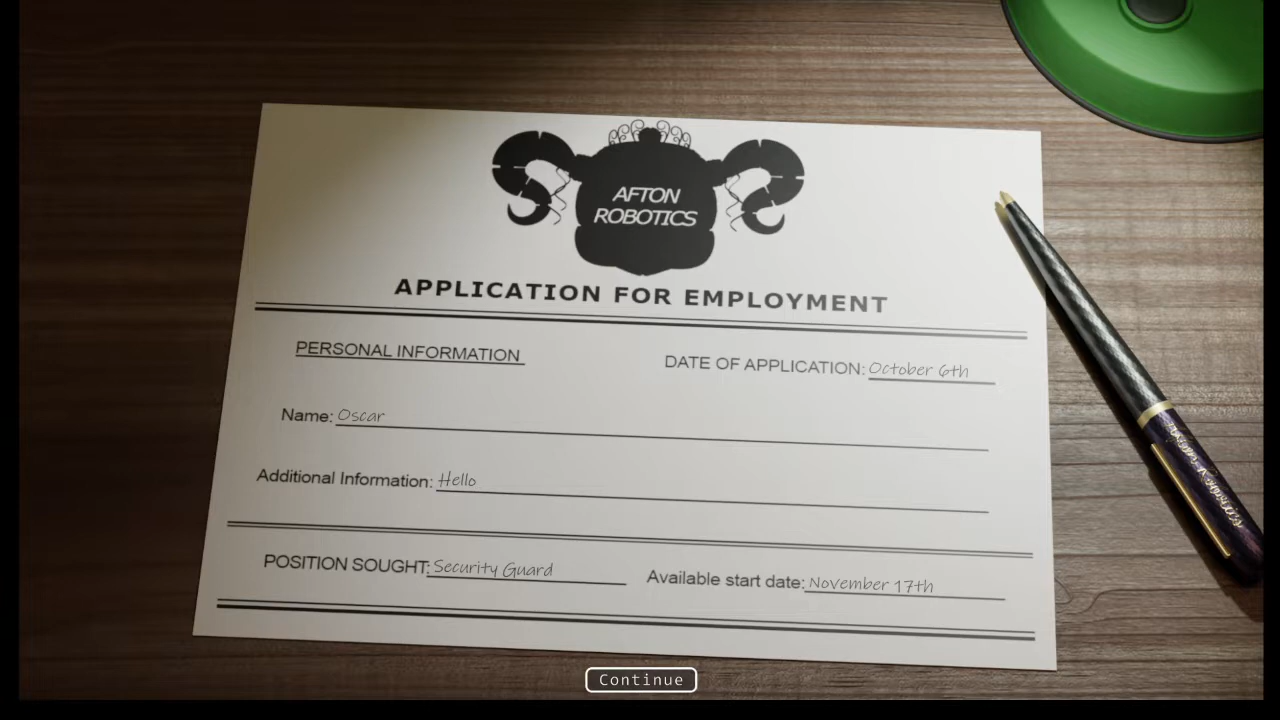 AFTON
ROBOTICS
APPLICATION FOR EMPLOYMENT
PERSONAL INFORMATION
DATE OF APPLICATION: October 6th
Name: Oscar
Additional Information: Hello
POSITION SOUGHT: Security Guard
Available start date: November 17th
Continue